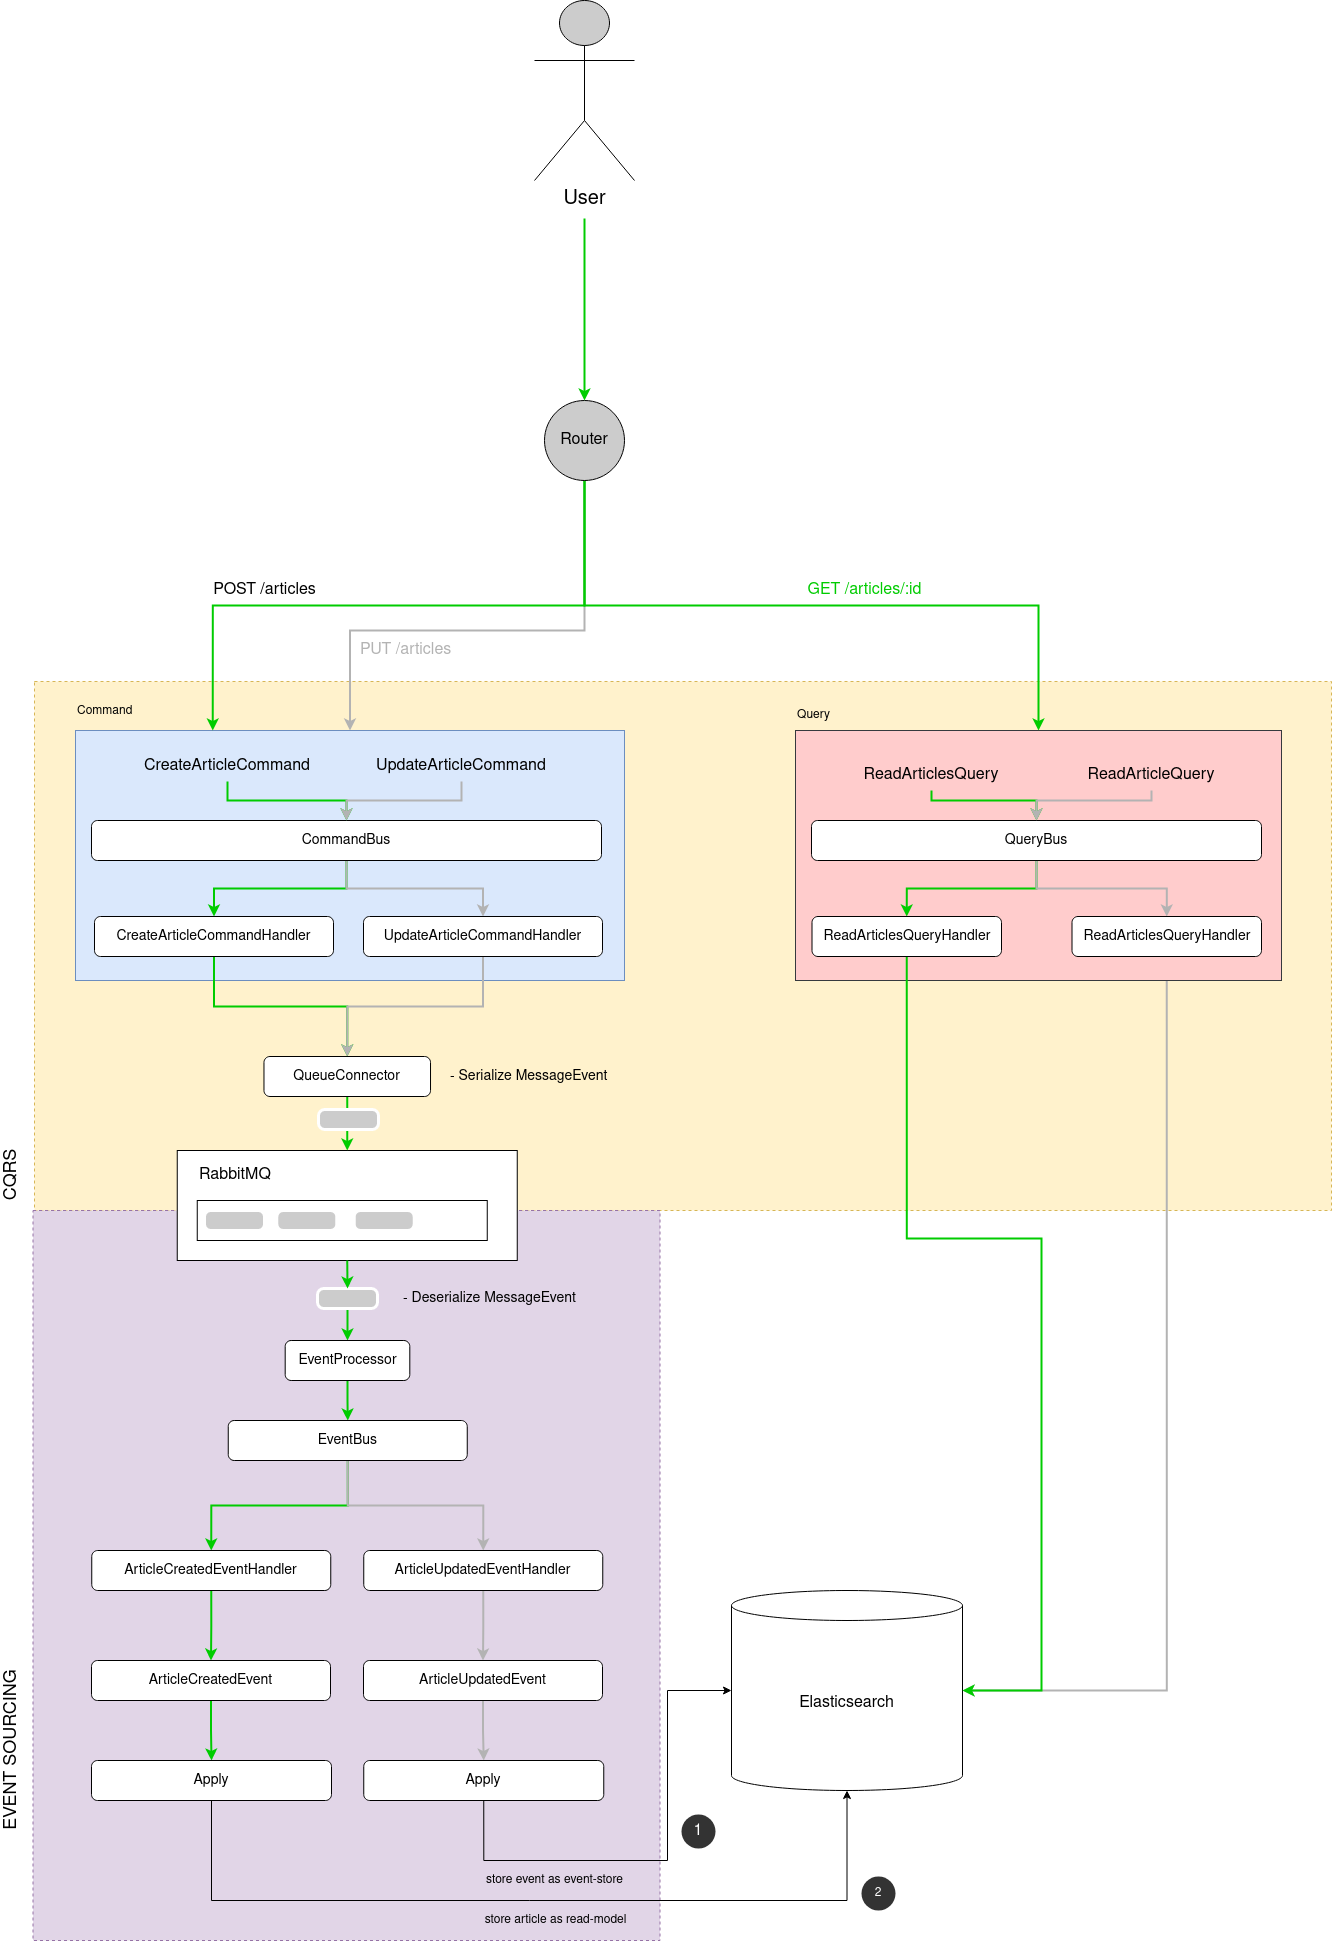 User
Router
POST /articles
GET /articles/:id
PUT /articles
Command
Query
CreateArticleCommand
UpdateArticleCommand
ReadArticlesQuery
ReadArticleQuery
CommandBus
QueryBus
CreateArticleCommandHandler
UpdateArticleCommandHandler
ReadArticlesQueryHandler
ReadArticlesQueryHandler
QueueConnector
- Serialize MessageEvent
CQRS
RabbitMQ
- Deserialize MessageEvent
EventProcessor
EventBus
ArticleCreatedEventHandler
ArticleUpdatedEventHandler
ArticleCreatedEvent
ArticleUpdatedEvent
Elasticsearch
EVENT SOURCING
Apply
Apply
1
store event as event-store
2
store article as read-model